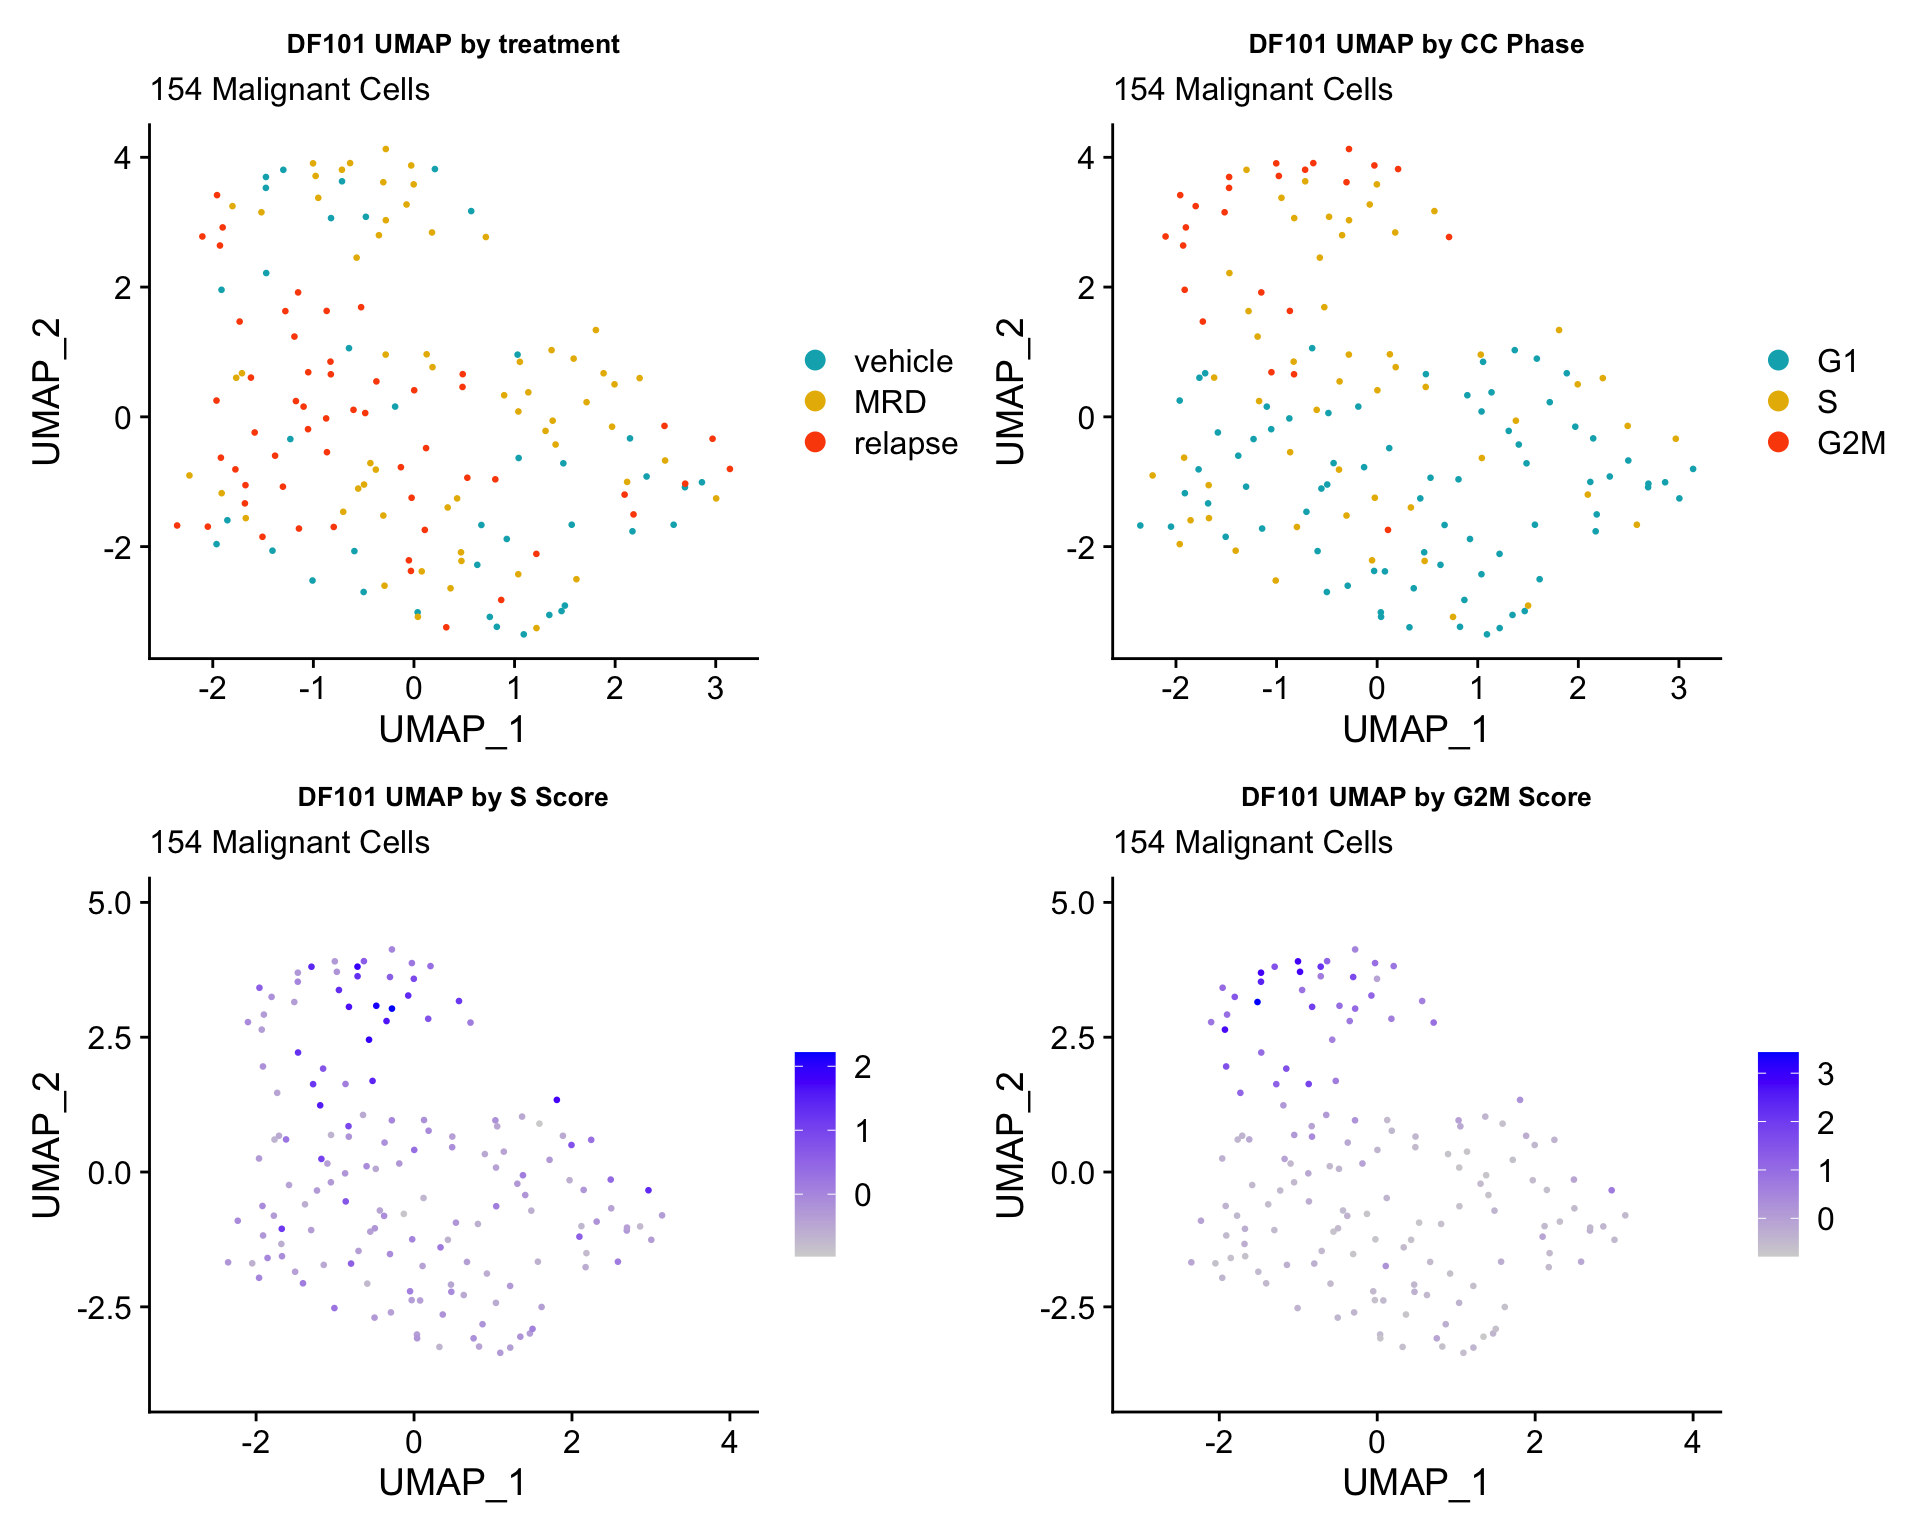 DF101 UMAP by treatment
154 Malignant Cells
UMAP_2
4
2
0
-2
-2 -1 0 1 2 3
UMAP_1
vehicle
MRD
relapse
DF101 UMAP by CC Phase
154 Malignant Cells
UMAP_2
4
2
0
-2
-2 -1 0 1 2 3
UMAP_1
G1
S
G2M
DF101 UMAP by S Score
154 Malignant Cells
UMAP_2
5.0
2.5
0.0
-2.5
-2 0 2 4
UMAP_1
2
1
0
DF101 UMAP by G2M Score
154 Malignant Cells
UMAP_2
5.0
2.5
0.0
-2.5
-2 0 2 4
UMAP_1
3
2
1
0